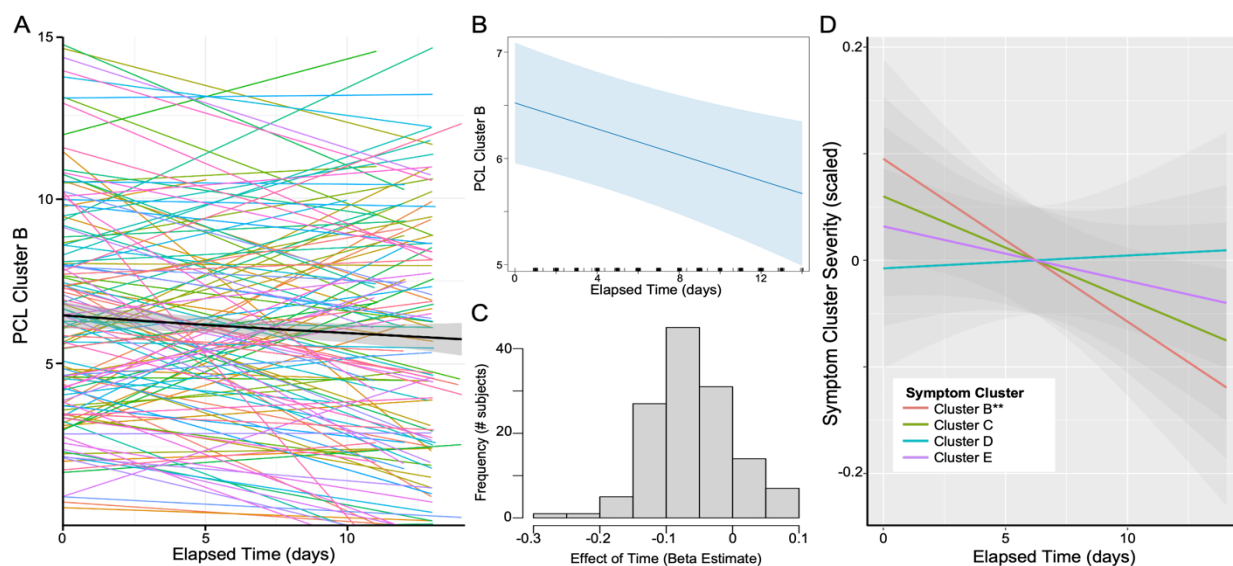 A
15
10
5
0
5
10
PCL Cluster B
Elapsed Time (days)
B
7
6
5
0
4
8
12
PCL Cluster B
Elapsed Time (days)
C
40
20
0
-0.3
-0.2
-0.1
0
0.1
Frequency (# subjects)
Effect of Time (Beta Estimate)
D
0.2
0
-0.2
0
5
10
Symptom Cluster Severity (scaled)
Symptom Cluster
Cluster B**
Cluster C
Cluster D
Cluster E
Elapsed Time (days)